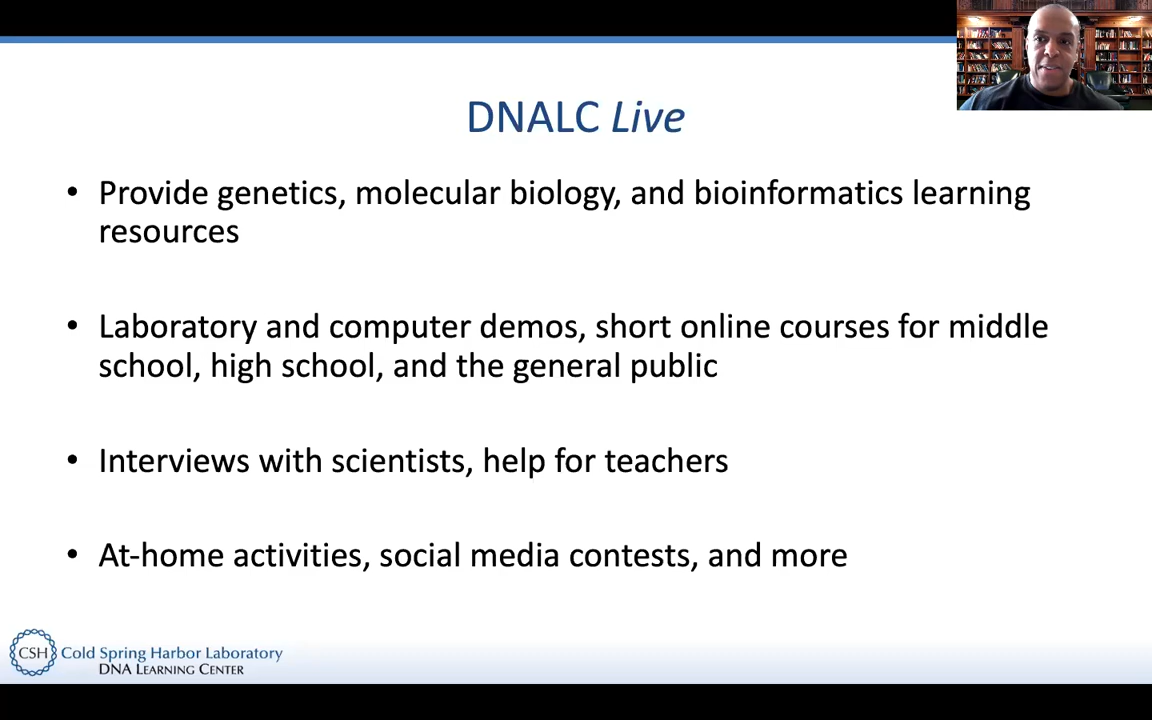 DNALC Live
• Provide genetics, molecular biology, and bioinformatics learning
resources
• Laboratory and computer demos, short online courses for middle
school, high school, and the general public
• Interviews with scientists, help for teachers
• At-home activities, social media contests, and more
CSH Cold Spring Harbor Laboratory
DNA LEARNING CENTER